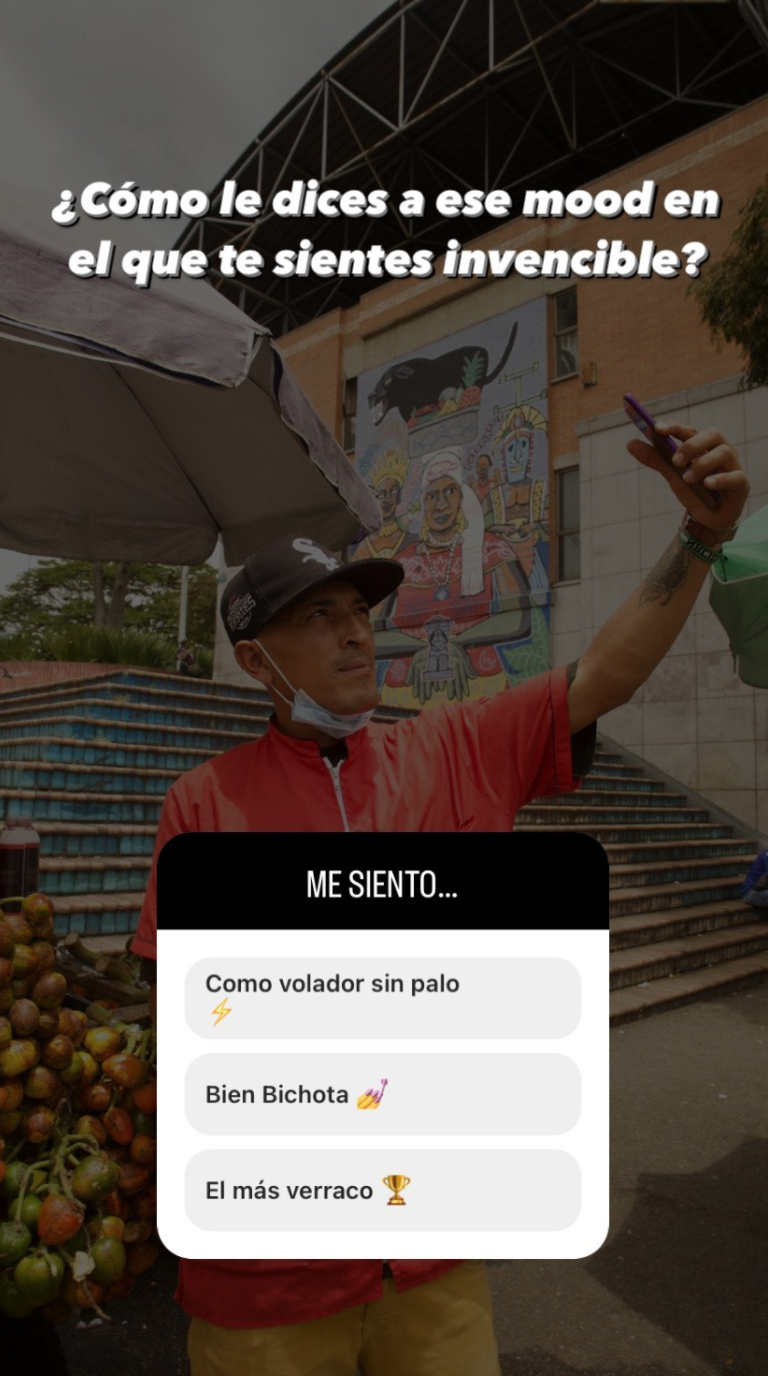 ¿Cómo le dices a ese mood en
el que te sientes invencible?
ME SIENTO...
Como volador sin palo
⚡
Bien Bichota 💅
El más verraco 🏆